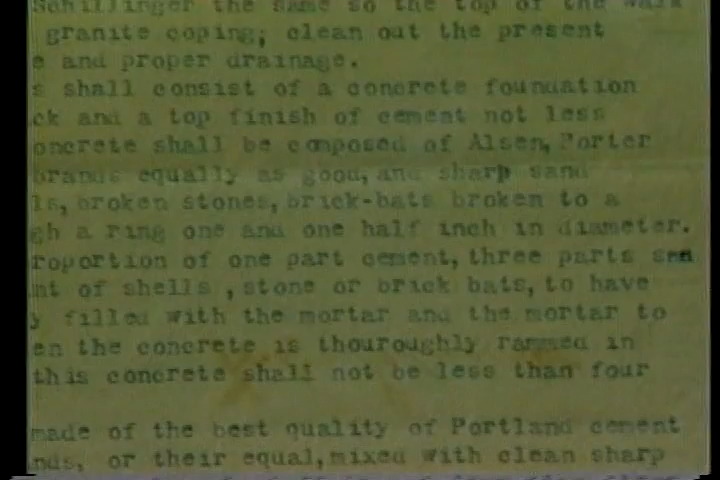 Schillinger the same so the top of the walk
granite coping; clean out the present
e and proper drainage.
s shall consist of a concrete foundation
ck and a top finish of cement not less
oncrete shall be composed of Alsen, Porter
brands equally as good, and sharp sand
ls, broken stones, brick-bats broken to a
gh a ring one and one half inch in diameter.
roportion of one part cement, three parts san
nt of shells , stone or brick bats, to have
y filled with the mortar and the mortar to
en the concrete is thouroughly rammed in
this concrete shall not be less than four
made of the best quality of Portland cement
nds, or their equal, mixed with clean sharp